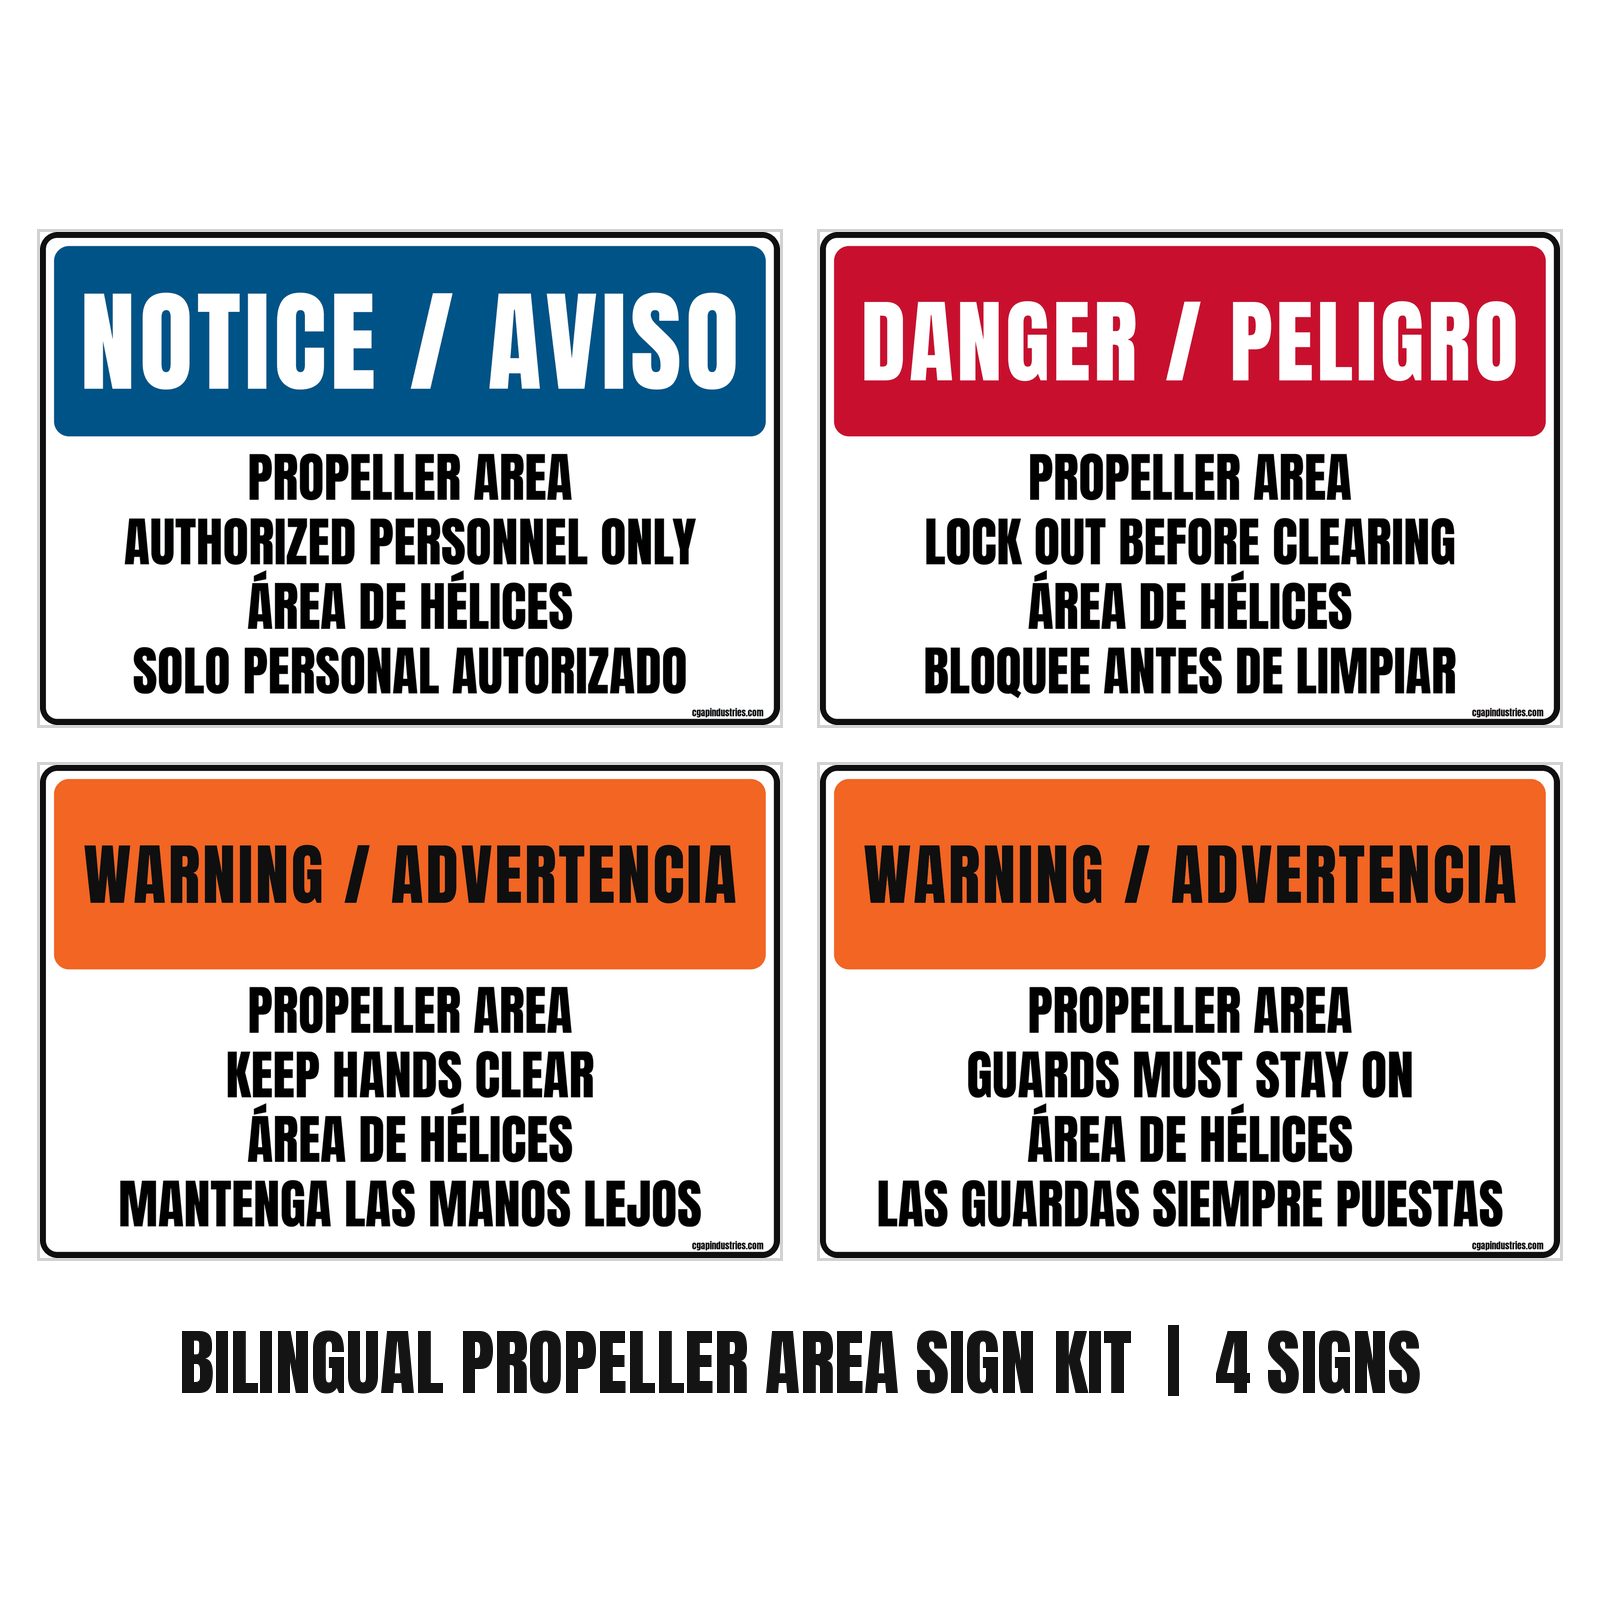 NOTICE / AVISO
PROPELLER AREA
AUTHORIZED PERSONNEL ONLY
ÁREA DE HÉLICES
SOLO PERSONAL AUTORIZADO
cgapindustries.com
DANGER / PELIGRO
PROPELLER AREA
LOCK OUT BEFORE CLEARING
ÁREA DE HÉLICES
BLOQUEE ANTES DE LIMPIAR
cgapindustries.com
WARNING / ADVERTENCIA
PROPELLER AREA
KEEP HANDS CLEAR
ÁREA DE HÉLICES
MANTENGA LAS MANOS LEJOS
cgapindustries.com
WARNING / ADVERTENCIA
PROPELLER AREA
GUARDS MUST STAY ON
ÁREA DE HÉLICES
LAS GUARDAS SIEMPRE PUESTAS
cgapindustries.com
BILINGUAL PROPELLER AREA SIGN KIT | 4 SIGNS